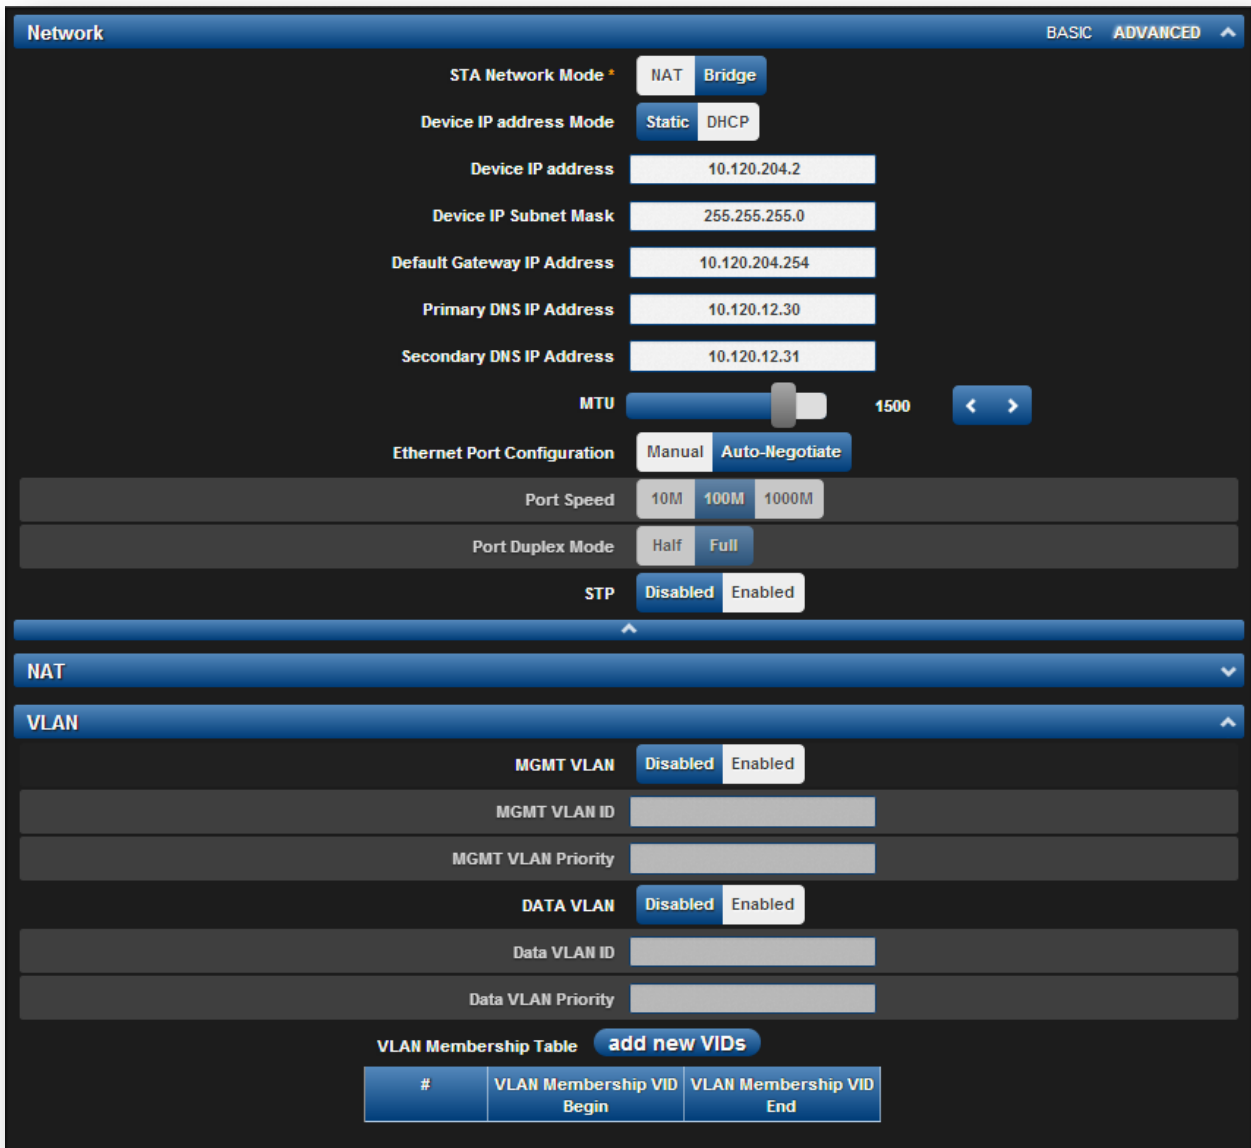 Network BASIC ADVANCED
STA Network Mode * NAT Bridge
Device IP address Mode Static DHCP
Device IP address 10.120.204.2
Device IP Subnet Mask 255.255.255.0
Default Gateway IP Address 10.120.204.254
Primary DNS IP Address 10.120.12.30
Secondary DNS IP Address 10.120.12.31
MTU 1500
Ethernet Port Configuration Manual Auto-Negotiate
Port Speed 10M 100M 1000M
Port Duplex Mode Half Full
STP Disabled Enabled
NAT
VLAN
MGMT VLAN Disabled Enabled
MGMT VLAN ID
MGMT VLAN Priority
DATA VLAN Disabled Enabled
Data VLAN ID
Data VLAN Priority
VLAN Membership Table add new VIDs
# VLAN Membership VID Begin VLAN Membership VID End